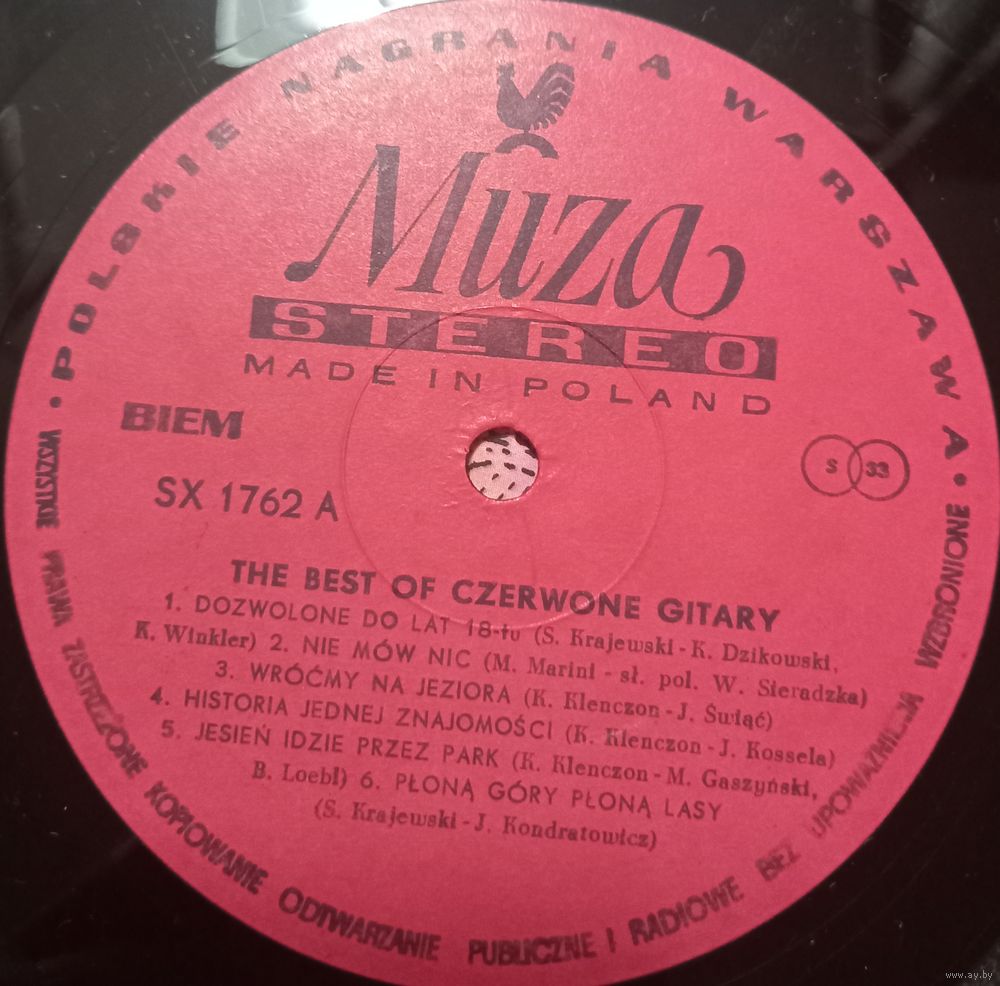 POLSKIE NAGRANIA WARSZAWA
Muza
STEREO
MADE IN POLAND
BIEM
S 33
SX 1762 A
THE BEST OF CZERWONE GITARY
1. DOZWOLONE DO LAT 18-tu (S. Krajewski - K. Dzikowski,
K. Winkler) 2. NIE MÓW NIC (M. Marini - sł. pol. W. Sieradzka)
3. WRÓĆMY NA JEZIORA (K. Klenczon - J. Świąć)
4. HISTORIA JEDNEJ ZNAJOMOŚCI (K. Klenczon - J. Kossela)
5. JESIEŃ IDZIE PRZEZ PARK (K. Klenczon - M. Gaszyński,
B. Loebl) 6. PŁONĄ GÓRY PŁONĄ LASY
(S. Krajewski - J. Kondratowicz)
• WSZYSTKIE PRAWA ZASTRZEŻONE KOPIOWANIE ODTWARZANIE PUBLICZNE I RADIOWE BEZ UPOWAŻNIENIA WZBRONIONE •
www.ay.by